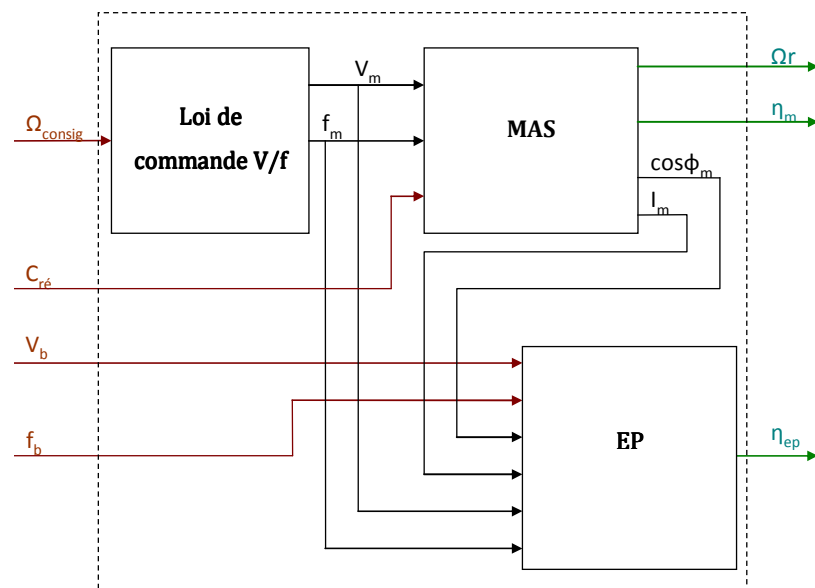 Ωconsig
Loi de
commande V/f
Vm
fm
MAS
Ωr
ηm
cosϕm
Im
Cré
Vb
fb
EP
ηep